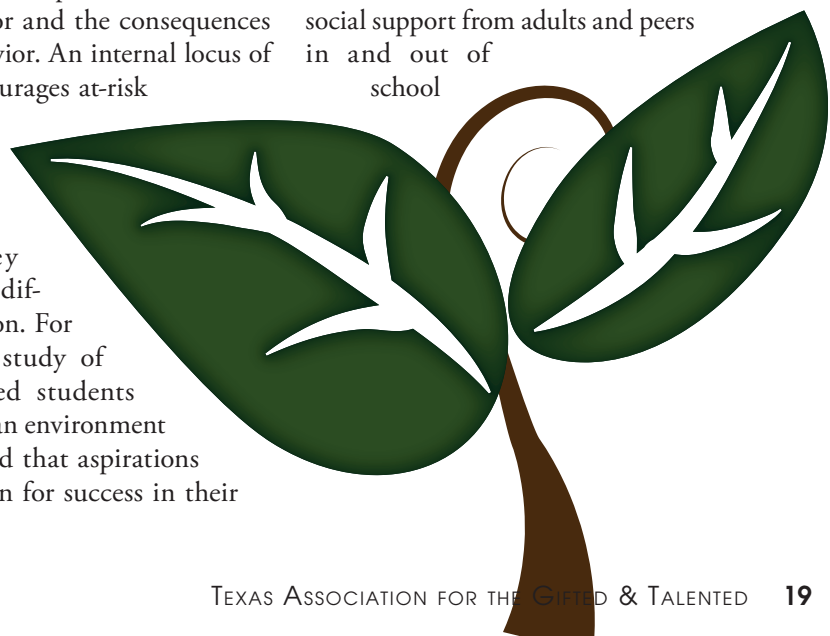 or and the consequences
vior. An internal locus of
urages at-risk
ey
dif-
on. For
study of
ed students
an environment
d that aspirations
n for success in their
social support from adults and peers
in and out of
school
Texas Association for the Gifted & Talented 19